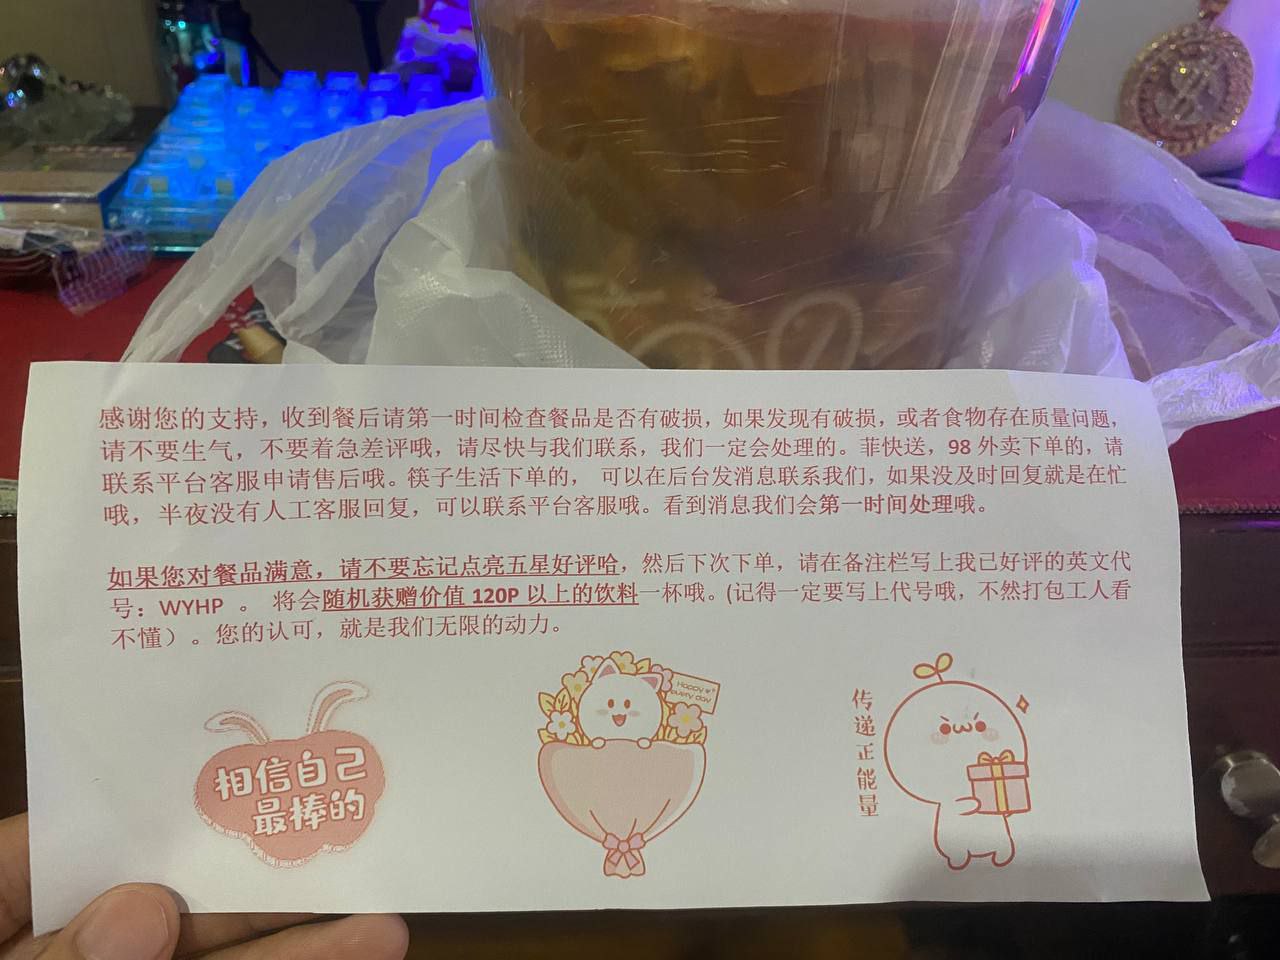 感谢您的支持，收到餐后请第一时间检查餐品是否有破损，如果发现有破损，或者食物存在质量问题，
请不要生气，不要着急差评哦，请尽快与我们联系，我们一定会处理的。菲快送，98 外卖下单的，请
联系平台客服申请售后哦。筷子生活下单的， 可以在后台发消息联系我们，如果没及时回复就是在忙
哦，半夜没有人工客服回复，可以联系平台客服哦。看到消息我们会第一时间处理哦。
如果您对餐品满意，请不要忘记点亮五星好评哈，然后下次下单，请在备注栏写上我已好评的英文代
号：WYHP 。 将会随机获赠价值 120P 以上的饮料一杯哦。(记得一定要写上代号哦，不然打包工人看
不懂）。您的认可，就是我们无限的动力。
相信自己
最棒的
Happy
every day
传递正能量